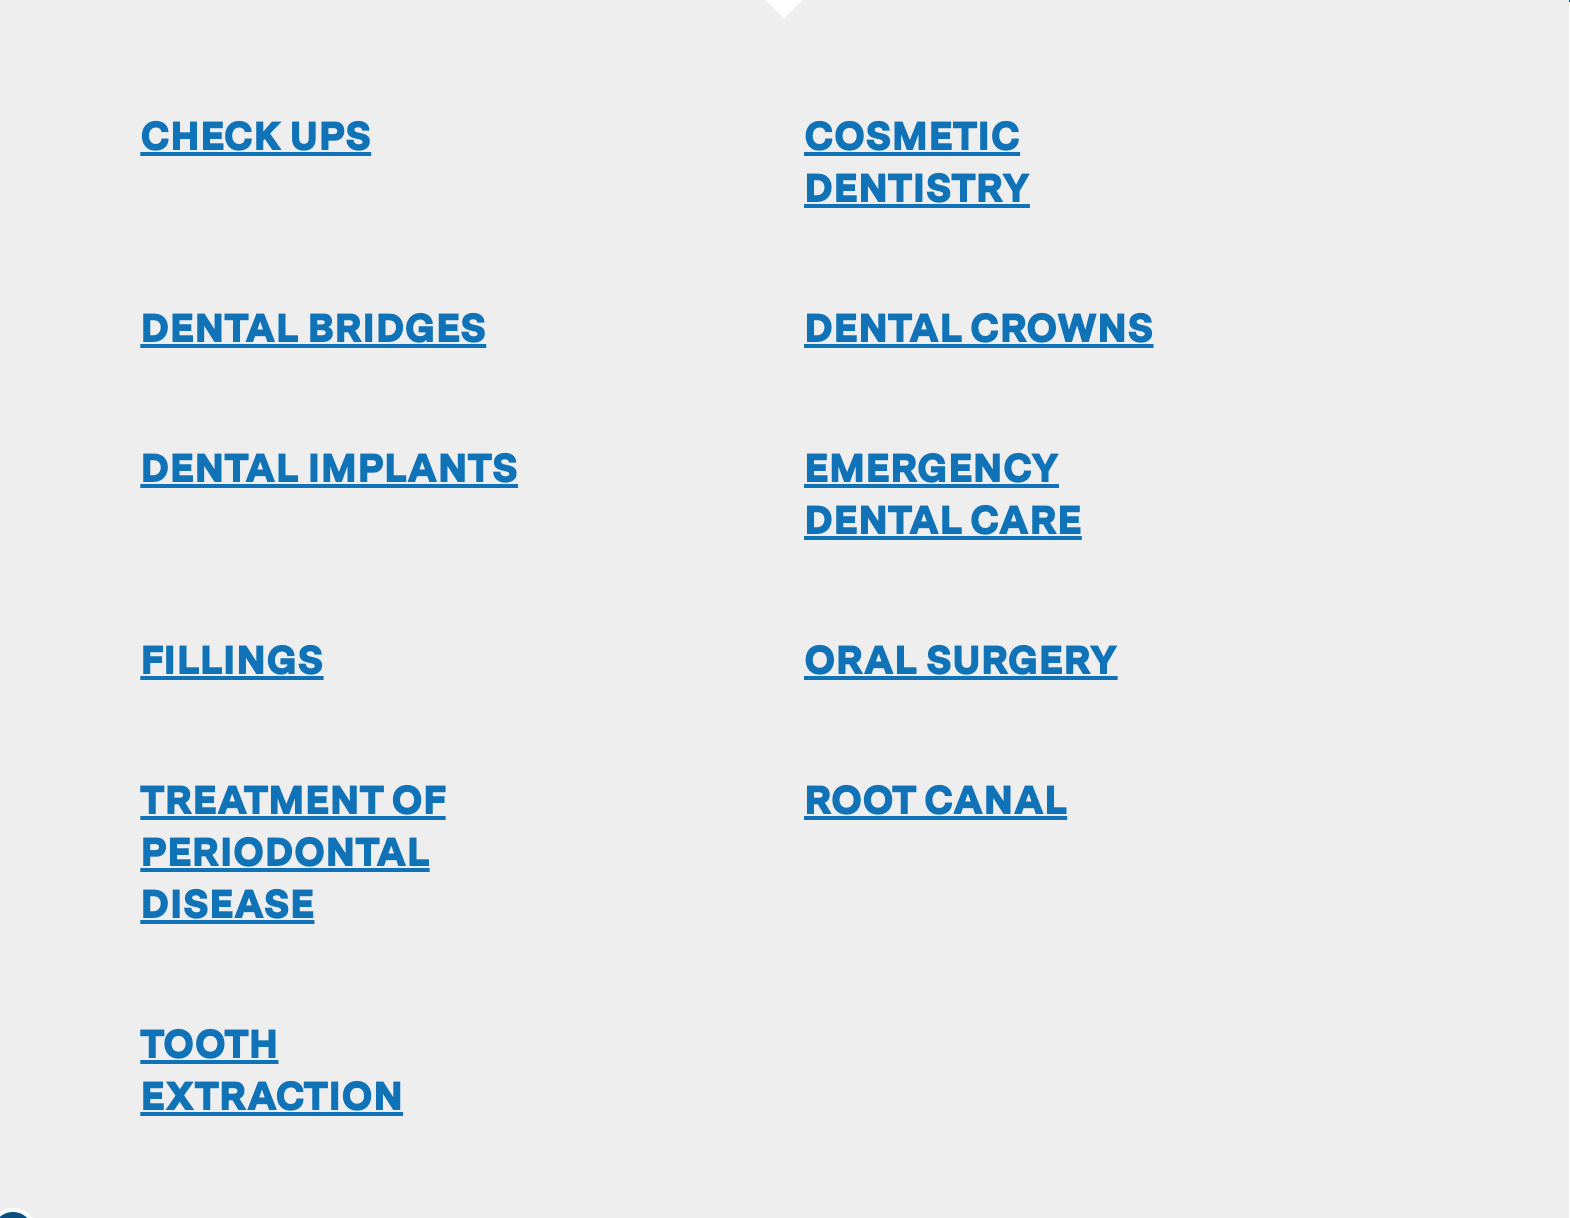 CHECK UPS
COSMETIC
DENTISTRY
DENTAL BRIDGES
DENTAL CROWNS
DENTAL IMPLANTS
EMERGENCY
DENTAL CARE
FILLINGS
ORAL SURGERY
TREATMENT OF
PERIODONTAL
DISEASE
ROOT CANAL
TOOTH
EXTRACTION